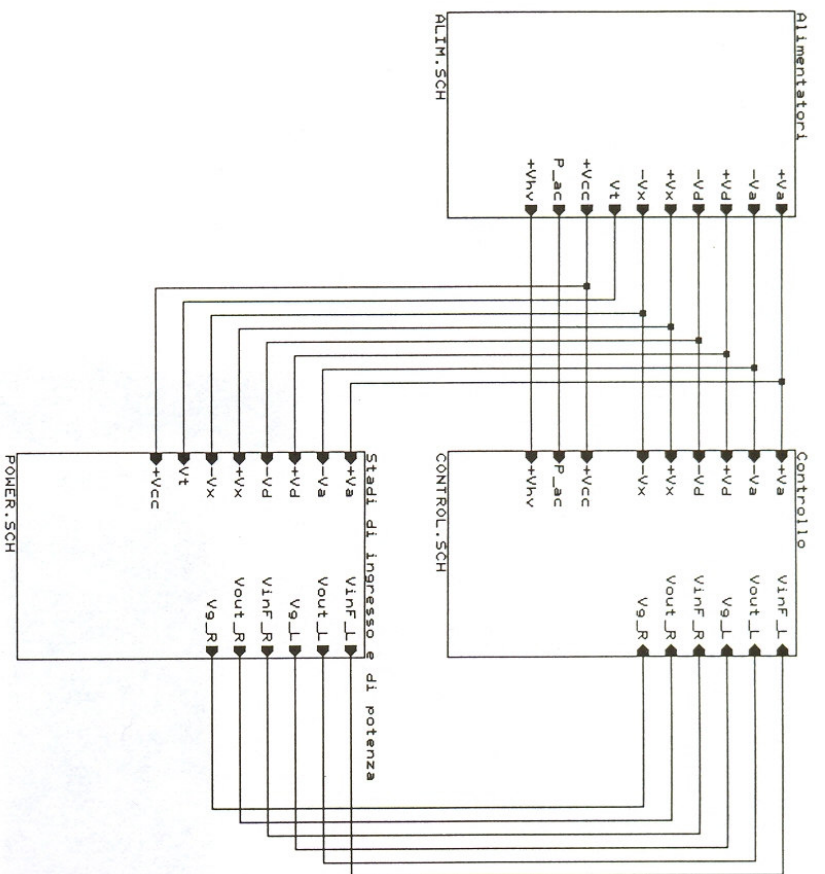 Alimentatori
+Va
-Va
+Vd
-Vd
+Vx
-Vx
Vt
+Vcc
P_ac
+Vhv
ALIM.SCH
Controllo
+Va
-Va
+Vd
-Vd
+Vx
-Vx
+Vcc
P_ac
+Vhv
VinF_L
Vout_L
Vg_L
VinF_R
Vout_R
Vg_R
CONTROL.SCH
Stadi di ingresso e di potenza
+Va
-Va
+Vd
-Vd
+Vx
-Vx
Vt
+Vcc
VinF_L
Vout_L
Vg_L
VinF_R
Vout_R
Vg_R
POWER.SCH